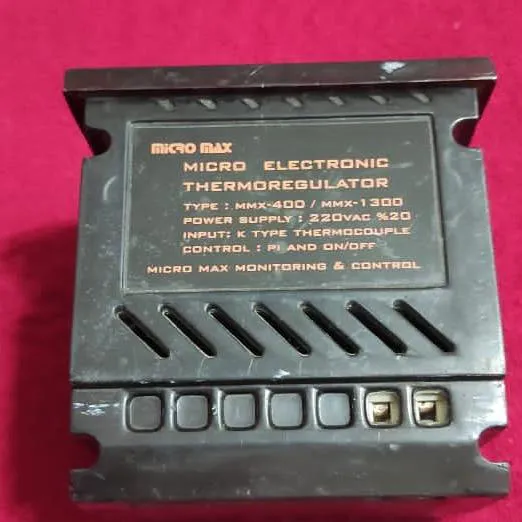 MICRO MAX
MICRO ELECTRONIC
THERMOREGULATOR
TYPE : MMX-400 / MMX-1300
POWER SUPPLY : 220VAC %20
INPUT: K TYPE THERMOCOUPLE
CONTROL : PI AND ON/OFF
MICRO MAX MONITORING & CONTROL